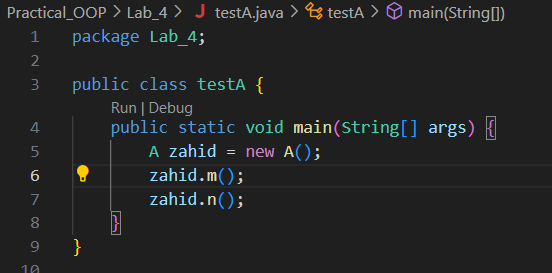 Practical_OOP > Lab_4 > J testA.java > testA > main(String[])
1 package Lab_4;
2
3 public class testA {
Run | Debug
4 public static void main(String[] args) {
5 A zahid = new A();
6 zahid.m();
7 zahid.n();
8 }
9 }
10